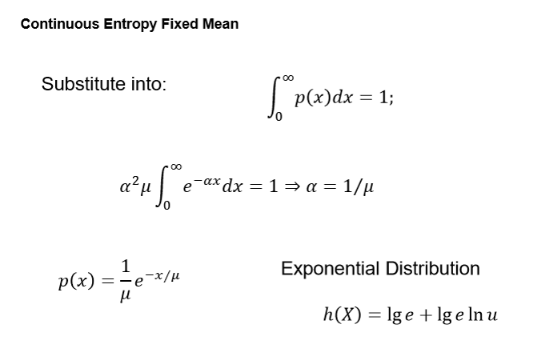 Continuous Entropy Fixed Mean
Substitute into:
∫₀^∞ p(x)dx = 1;
α²μ ∫₀^∞ e^{−αx} dx = 1 ⇒ α = 1/μ
p(x) = 1/μ e^{−x/μ}
Exponential Distribution
h(X) = lg e + lg e ln u